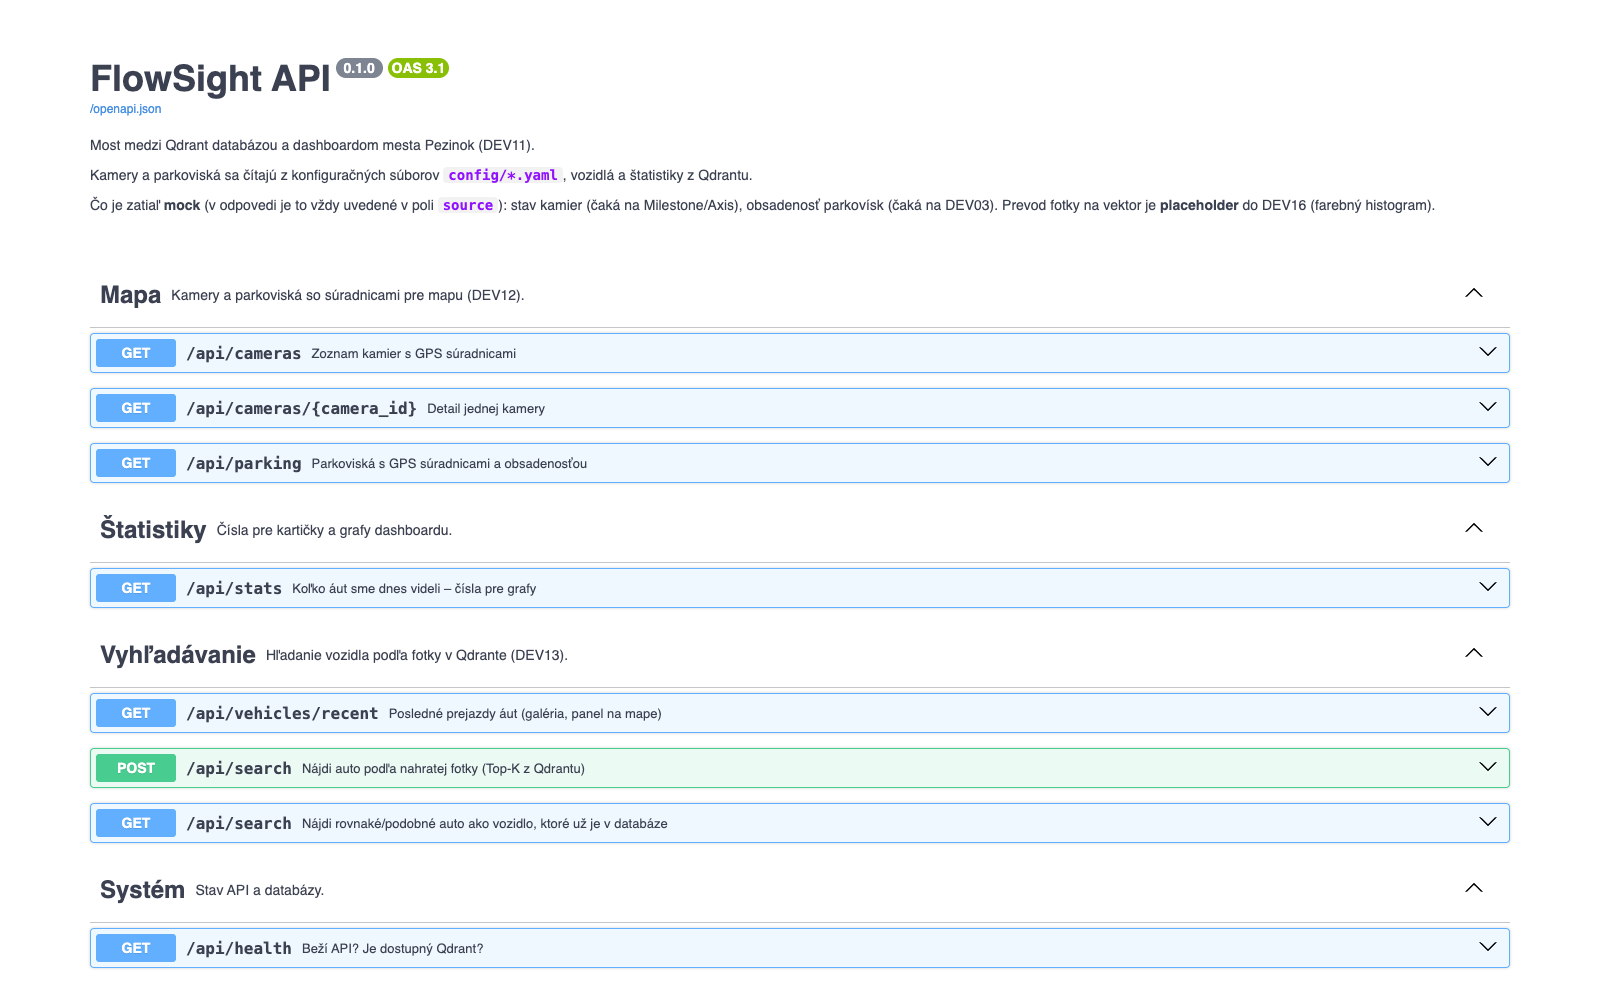 FlowSight API 0.1.0 OAS 3.1
/openapi.json
Most medzi Qdrant databázou a dashboardom mesta Pezinok (DEV11).
Kamery a parkoviská sa čítajú z konfiguračných súborov config/*.yaml, vozidlá a štatistiky z Qdrantu.
Čo je zatiaľ mock (v odpovedi je to vždy uvedené v poli source): stav kamier (čaká na Milestone/Axis), obsadenosť parkovísk (čaká na DEV03). Prevod fotky na vektor je placeholder do DEV16 (farebný histogram).
Mapa Kamery a parkoviská so súradnicami pre mapu (DEV12).
GET /api/cameras Zoznam kamier s GPS súradnicami
GET /api/cameras/{camera_id} Detail jednej kamery
GET /api/parking Parkoviská s GPS súradnicami a obsadenosťou
Štatistiky Čísla pre kartičky a grafy dashboardu.
GET /api/stats Koľko áut sme dnes videli – čísla pre grafy
Vyhľadávanie Hľadanie vozidla podľa fotky v Qdrante (DEV13).
GET /api/vehicles/recent Posledné prejazdy áut (galéria, panel na mape)
POST /api/search Nájdi auto podľa nahratej fotky (Top-K z Qdrantu)
GET /api/search Nájdi rovnaké/podobné auto ako vozidlo, ktoré už je v databáze
Systém Stav API a databázy.
GET /api/health Beží API? Je dostupný Qdrant?